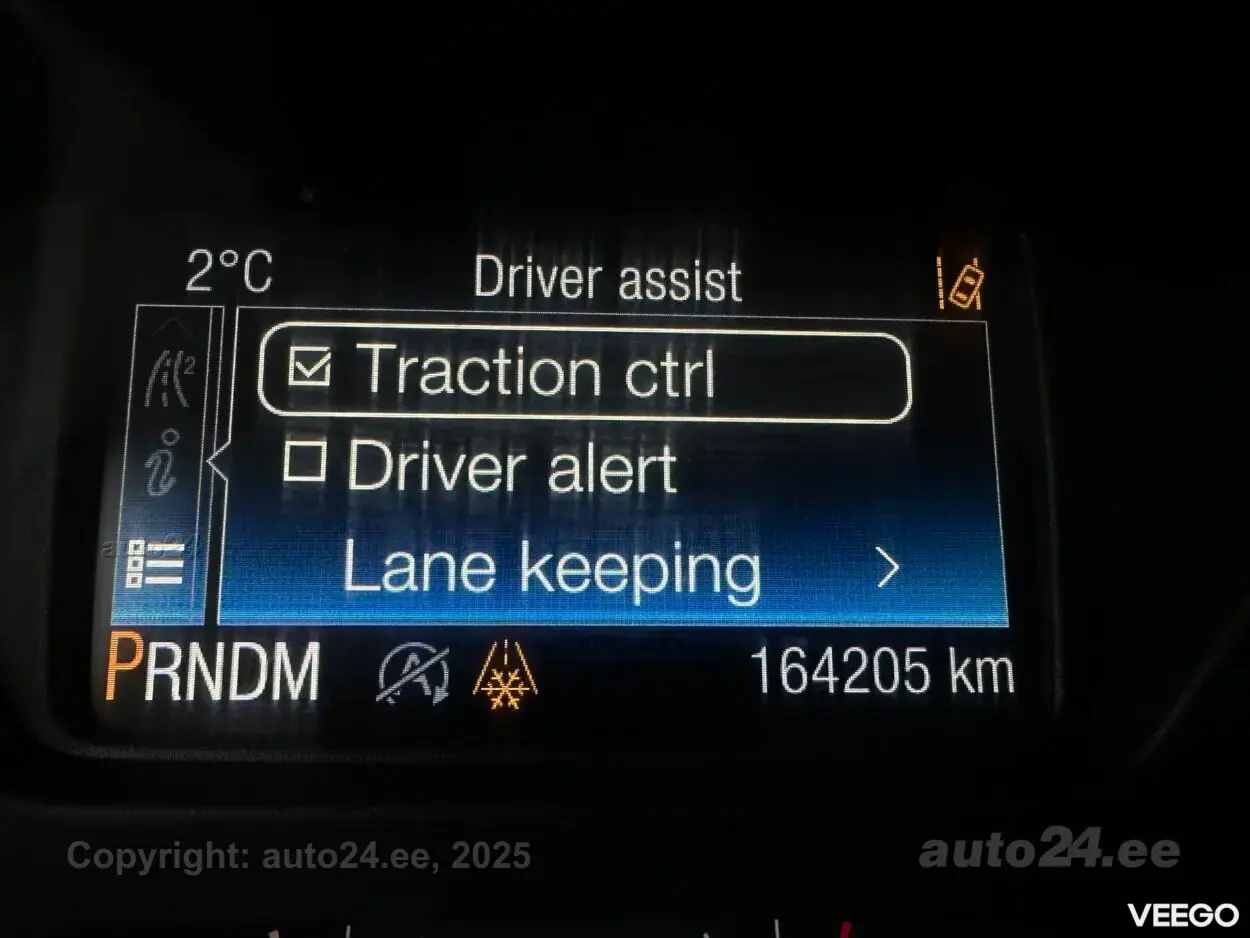 2°C
Driver assist
Traction ctrl
2
Driver alert
i
Lane keeping
PRNDM
A
164205 km
Copyright: auto24.ee, 2025
auto24.ee
VEEGO